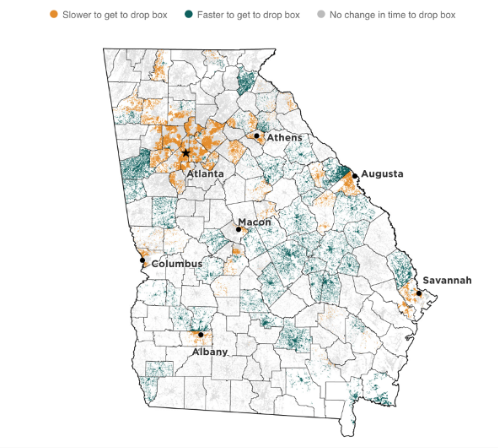 Slower to get to drop box Faster to get to drop box No change in time to drop box
Athens
Atlanta
Augusta
Macon
Columbus
Savannah
Albany